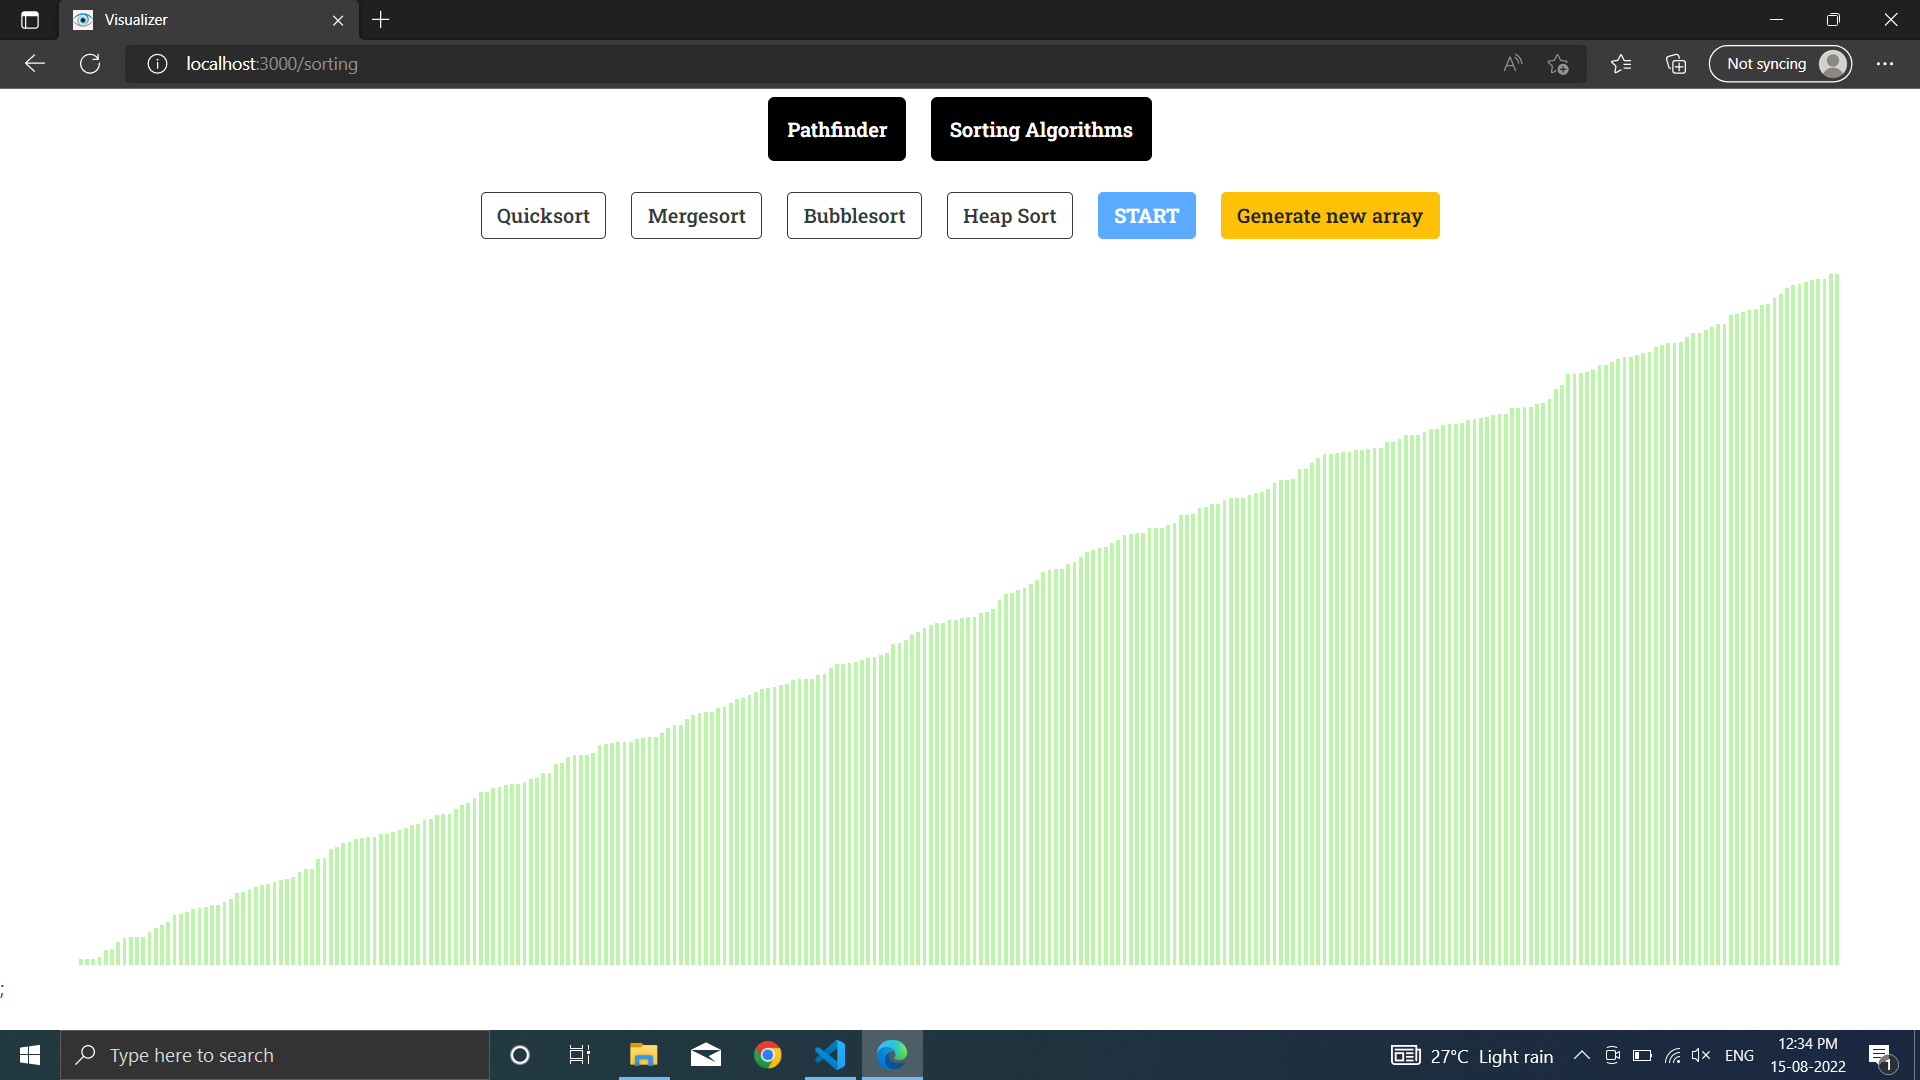 Visualizer
localhost:3000/sorting
Not syncing
Pathfinder Sorting Algorithms
Quicksort Mergesort Bubblesort Heap Sort START Generate new array
;
Type here to search
27°C Light rain
ENG
12:34 PM
15-08-2022
1